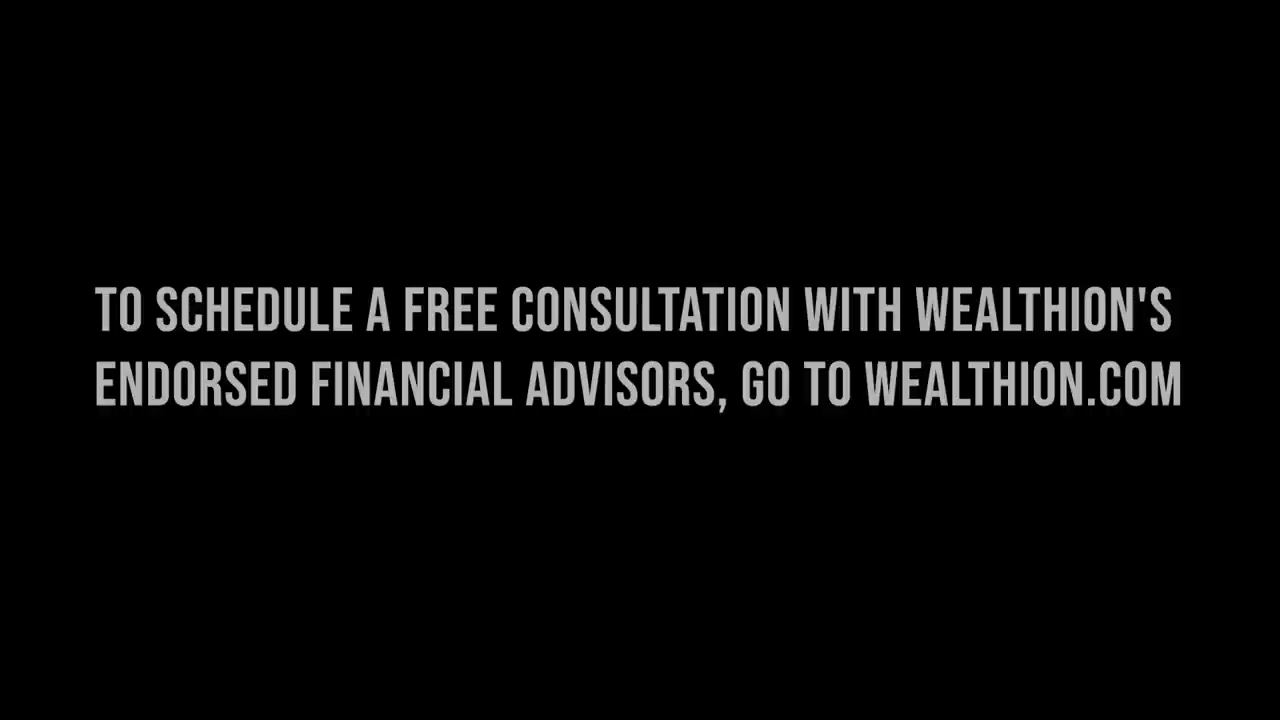 TO SCHEDULE A FREE CONSULTATION WITH WEALTHION'S
ENDORSED FINANCIAL ADVISORS, GO TO WEALTHION.COM